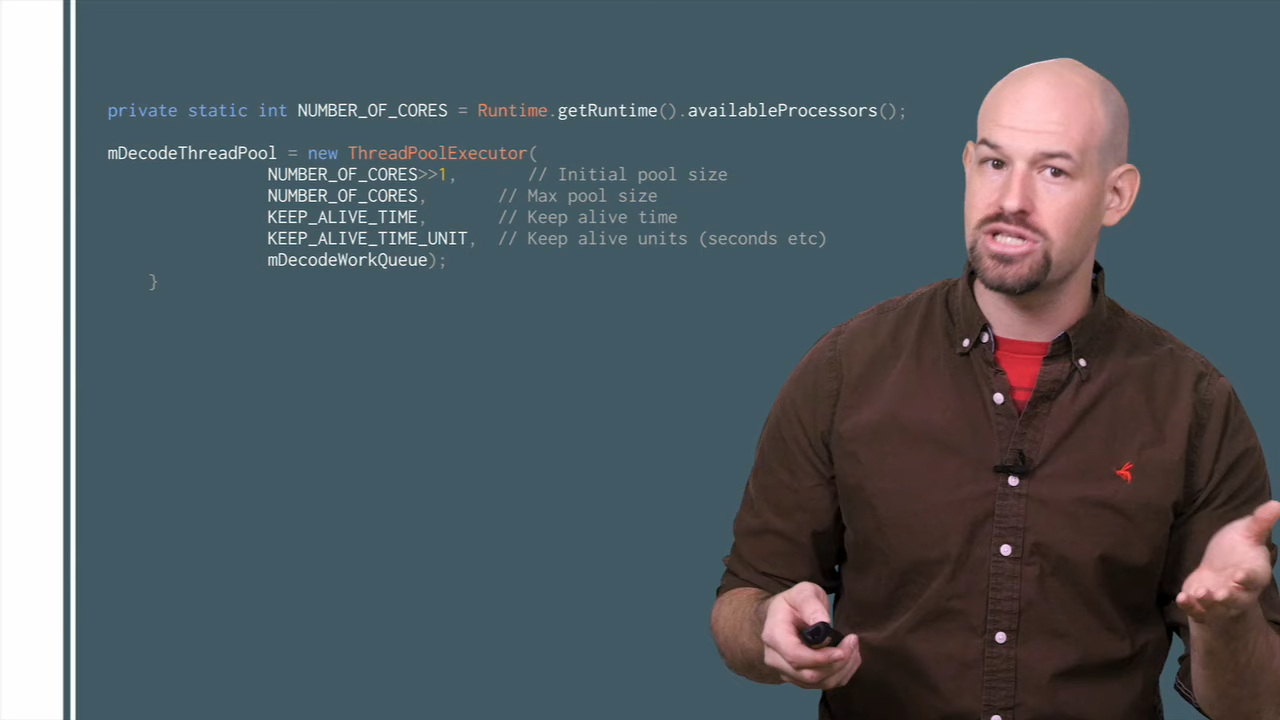 private static int NUMBER_OF_CORES = Runtime.getRuntime().availableProcessors();
mDecodeThreadPool = new ThreadPoolExecutor(
NUMBER_OF_CORES>>1, // Initial pool size
NUMBER_OF_CORES, // Max pool size
KEEP_ALIVE_TIME, // Keep alive time
KEEP_ALIVE_TIME_UNIT, // Keep alive units (seconds etc)
mDecodeWorkQueue);
}